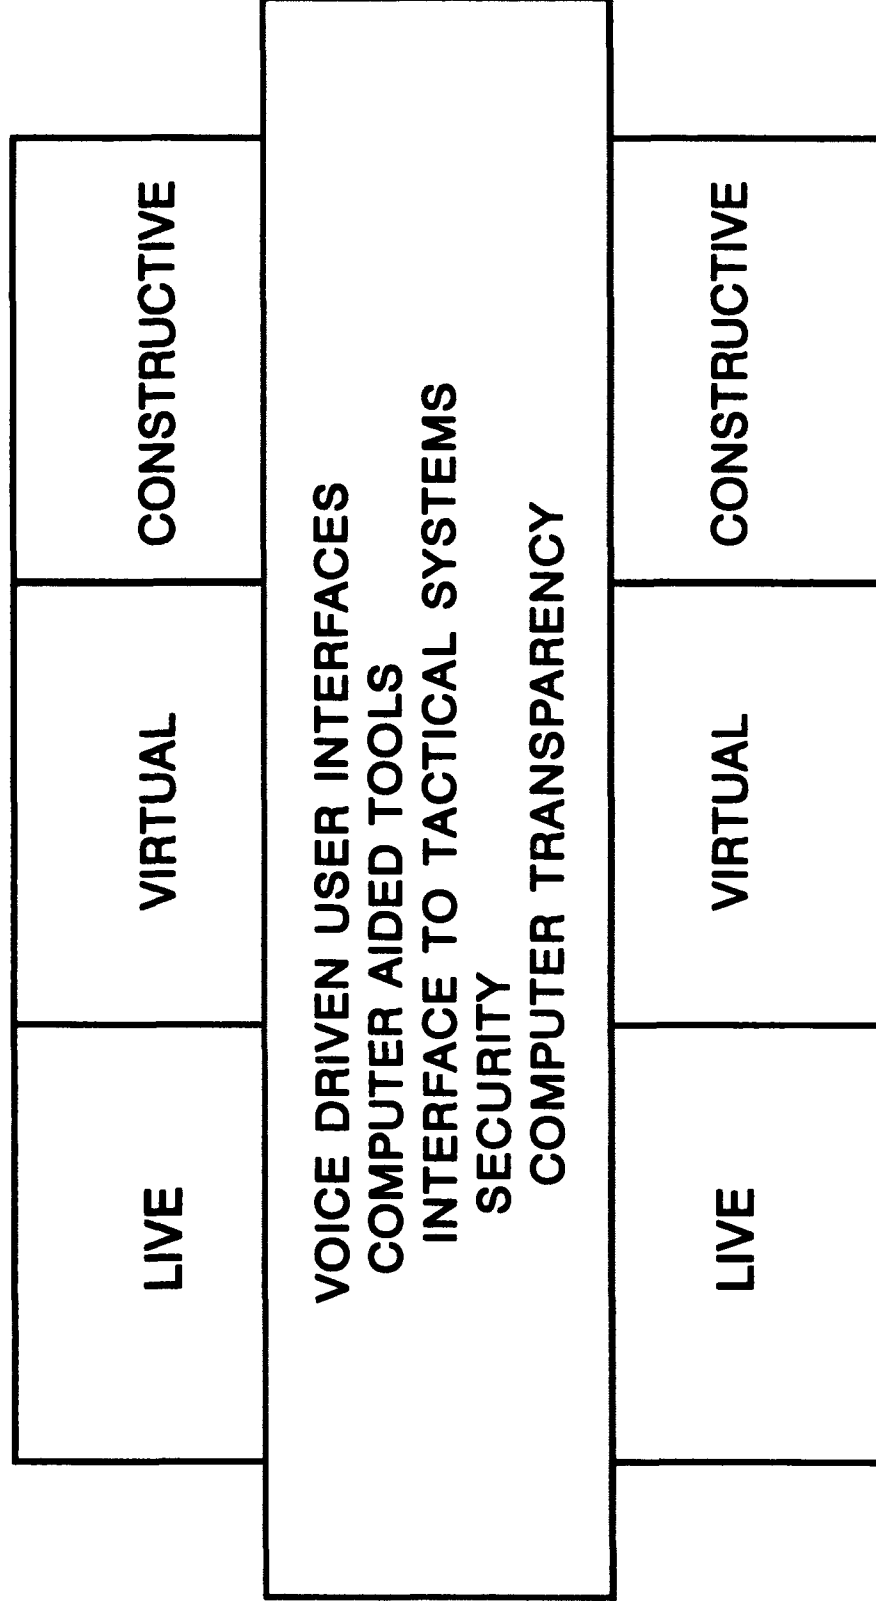 LIVE
VIRTUAL
CONSTRUCTIVE
VOICE DRIVEN USER INTERFACES
COMPUTER AIDED TOOLS
INTERFACE TO TACTICAL SYSTEMS
SECURITY
COMPUTER TRANSPARENCY
LIVE
VIRTUAL
CONSTRUCTIVE